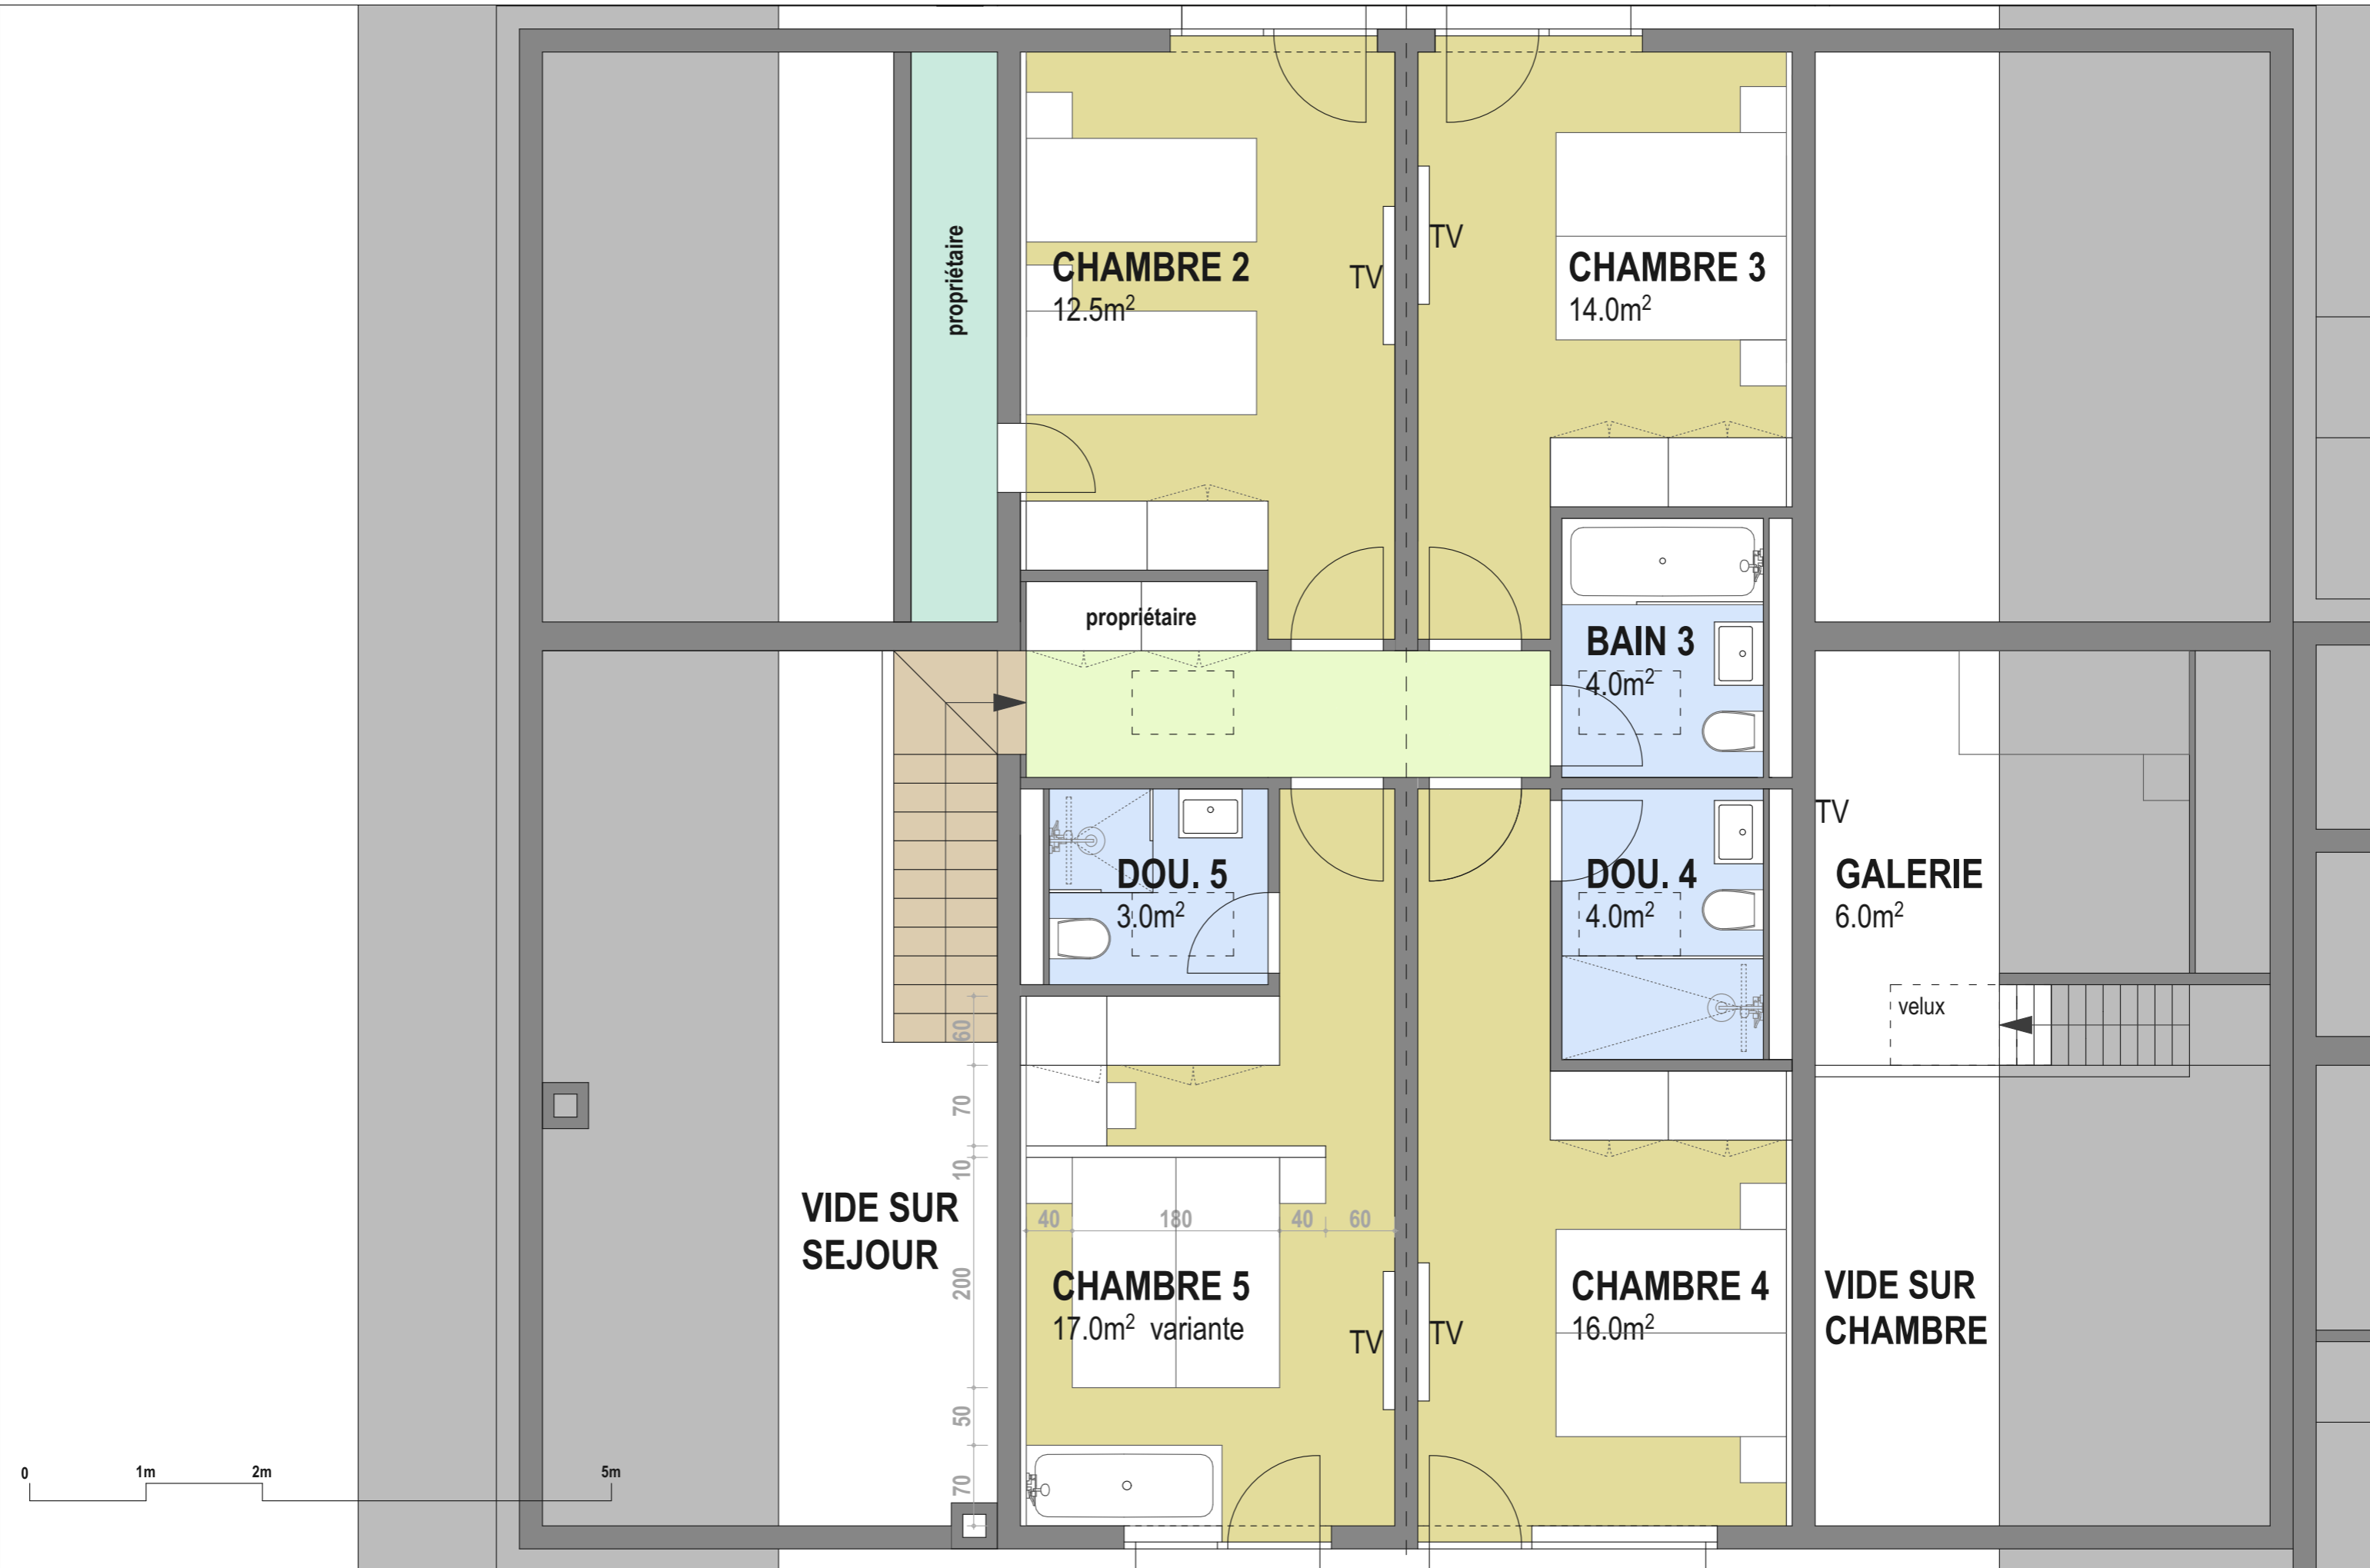 propriétaire
CHAMBRE 2
12.5m²
TV
TV
CHAMBRE 3
14.0m²
propriétaire
BAIN 3
4.0m²
DOU. 5
3.0m²
DOU. 4
4.0m²
TV
GALERIE
6.0m²
velux
60
70
10
200
50
70
VIDE SUR
SEJOUR
40
180
40
60
CHAMBRE 5
17.0m² variante
TV
TV
CHAMBRE 4
16.0m²
VIDE SUR
CHAMBRE
0
1m
2m
5m